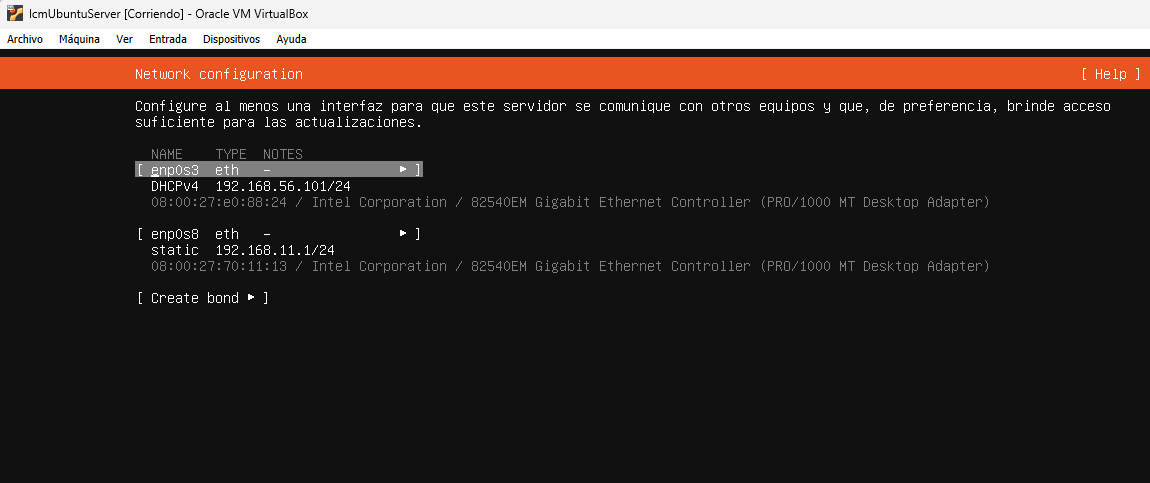 lcmUbuntuServer [Corriendo] - Oracle VM VirtualBox
Archivo Máquina Ver Entrada Dispositivos Ayuda
Network configuration [ Help ]
Configure al menos una interfaz para que este servidor se comunique con otros equipos y que, de preferencia, brinde acceso
suficiente para las actualizaciones.
NAME TYPE NOTES
[ enp0s3 eth - ▸ ]
DHCPv4 192.168.56.101/24
08:00:27:e0:88:24 / Intel Corporation / 82540EM Gigabit Ethernet Controller (PRO/1000 MT Desktop Adapter)
[ enp0s8 eth - ▸ ]
static 192.168.11.1/24
08:00:27:70:11:13 / Intel Corporation / 82540EM Gigabit Ethernet Controller (PRO/1000 MT Desktop Adapter)
[ Create bond ▸ ]